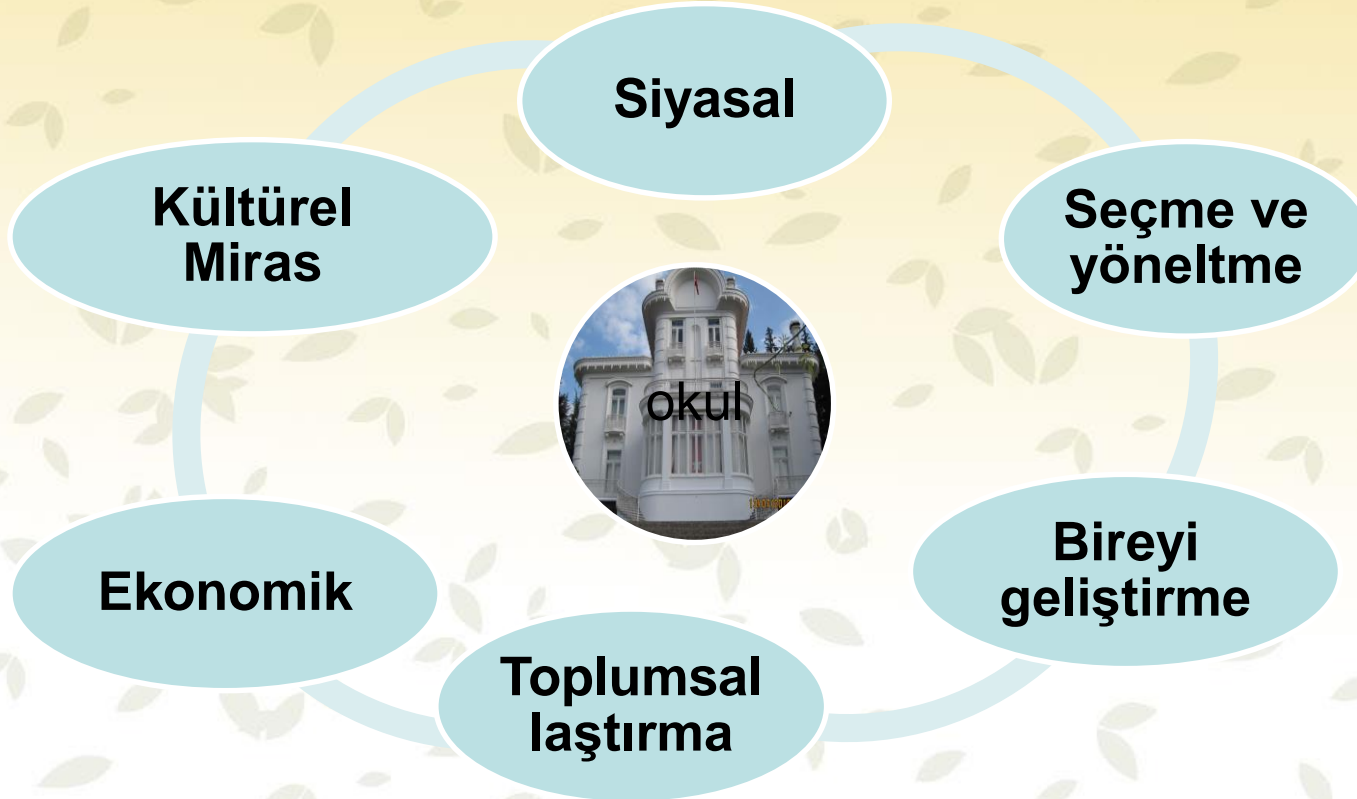 Siyasal
Seçme ve
yöneltme
Bireyi
geliştirme
Toplumsal
laştırma
Ekonomik
Kültürel
Miras
okul